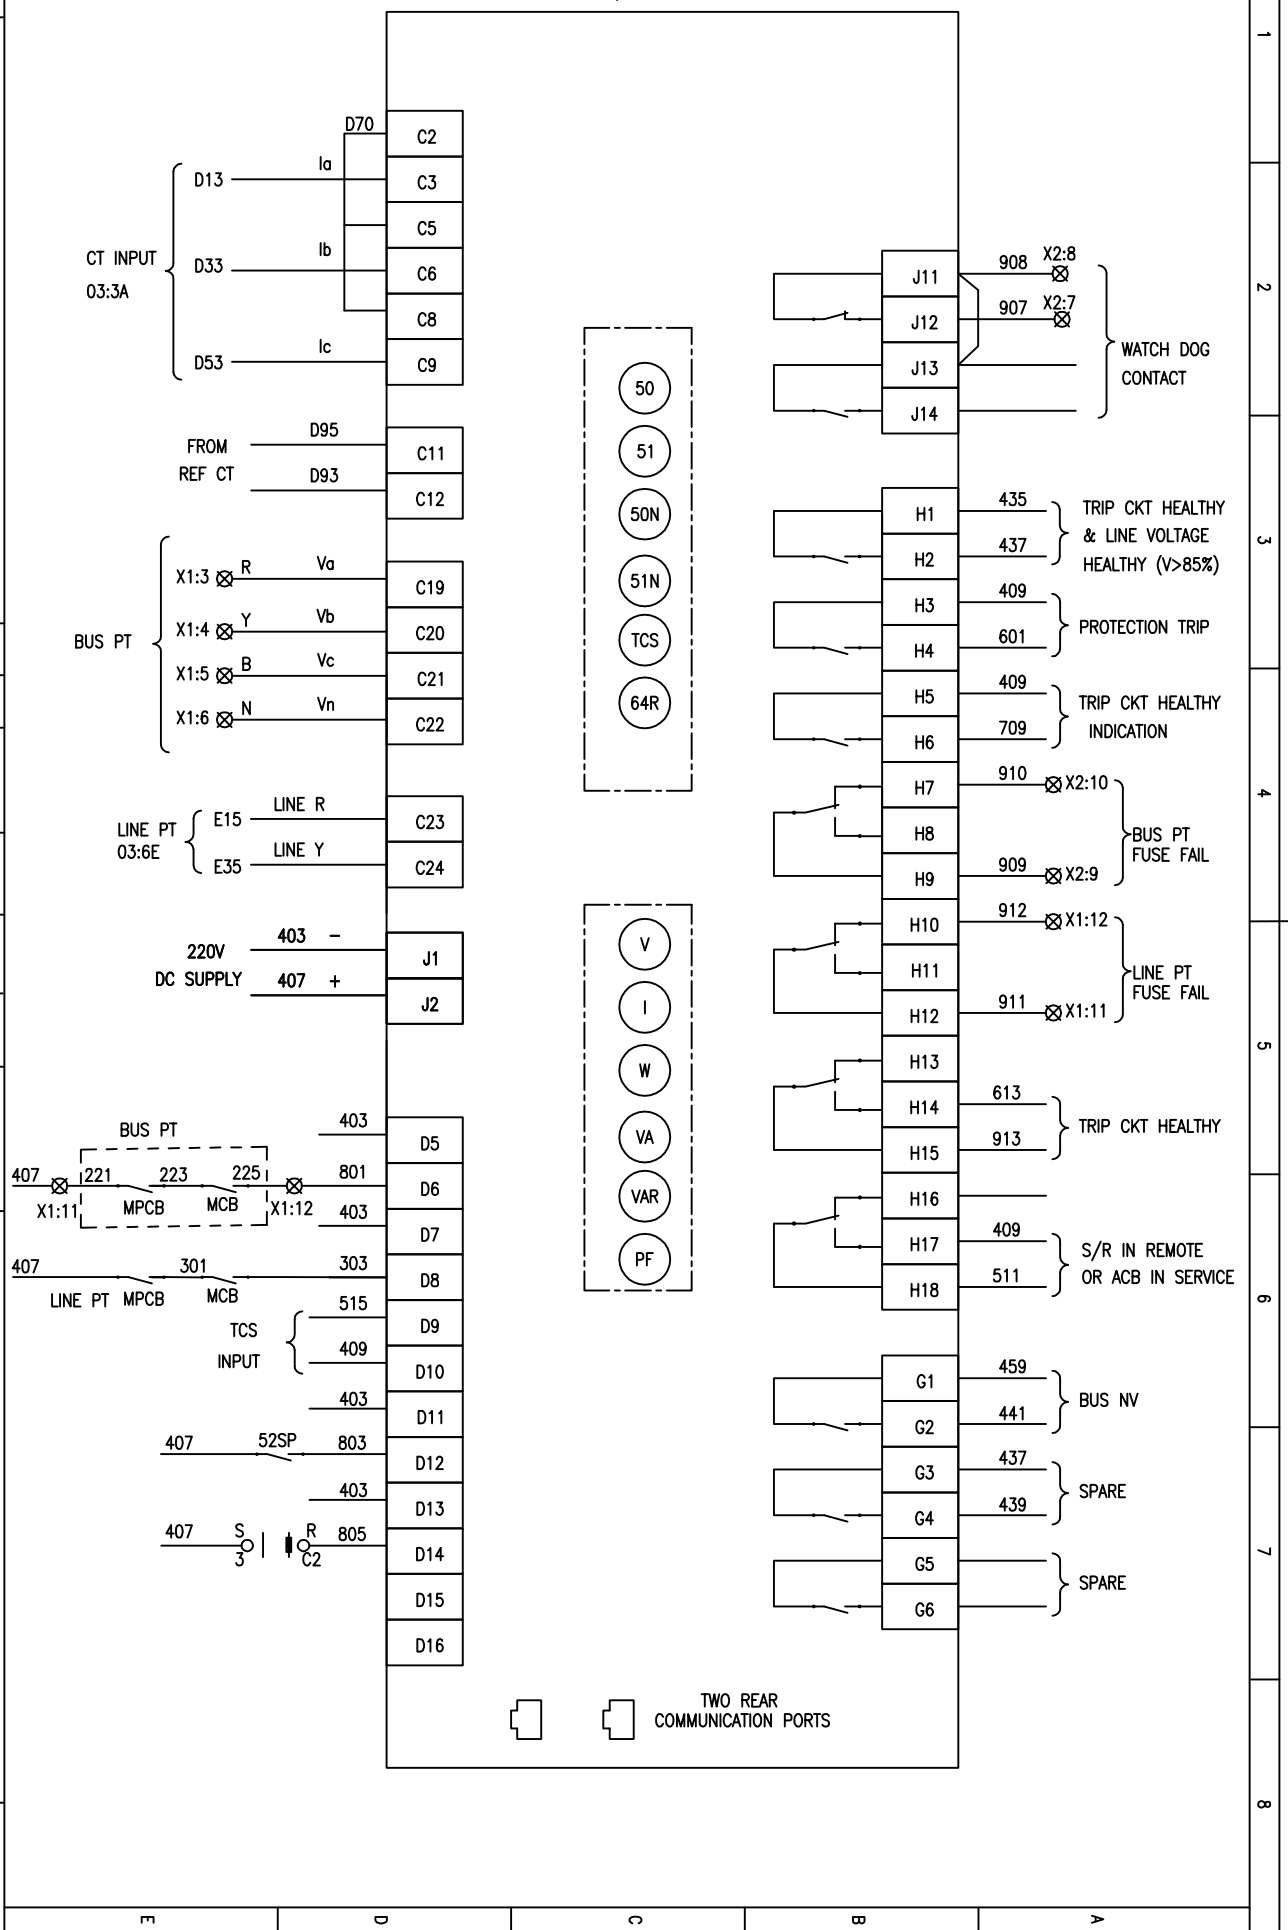 D70
C2
Ia
D13
C3
C5
CT INPUT
03:3A
Ib
D33
C6
C8
Ic
D53
C9
FROM
REF CT
D95
C11
D93
C12
BUS PT
X1:3
R
Va
C19
X1:4
Y
Vb
C20
X1:5
B
Vc
C21
X1:6
N
Vn
C22
LINE PT
03:6E
E15
LINE R
C23
E35
LINE Y
C24
220V
DC SUPPLY
403 -
J1
407 +
J2
403
D5
BUS PT
407
221
223
225
801
D6
X1:11
MPCB
MCB
X1:12
403
D7
407
301
303
D8
LINE PT
MPCB
MCB
TCS
INPUT
515
D9
409
D10
403
D11
407
52SP
803
D12
403
D13
407
S
3
R
C2
805
D14
D15
D16
50
51
50N
51N
TCS
64R
V
I
W
VA
VAR
PF
J11
908
X2:8
J12
907
X2:7
J13
J14
WATCH DOG
CONTACT
H1
435
H2
437
TRIP CKT HEALTHY
& LINE VOLTAGE
HEALTHY (V>85%)
H3
409
H4
601
PROTECTION TRIP
H5
409
H6
709
TRIP CKT HEALTHY
INDICATION
H7
910
X2:10
H8
H9
909
X2:9
BUS PT
FUSE FAIL
H10
912
X1:12
H11
H12
911
X1:11
LINE PT
FUSE FAIL
H13
H14
613
H15
913
TRIP CKT HEALTHY
H16
H17
409
H18
511
S/R IN REMOTE
OR ACB IN SERVICE
G1
459
G2
441
BUS NV
G3
437
G4
439
SPARE
G5
G6
SPARE
TWO REAR
COMMUNICATION PORTS
1
2
3
4
5
6
7
8
E
D
C
B
A